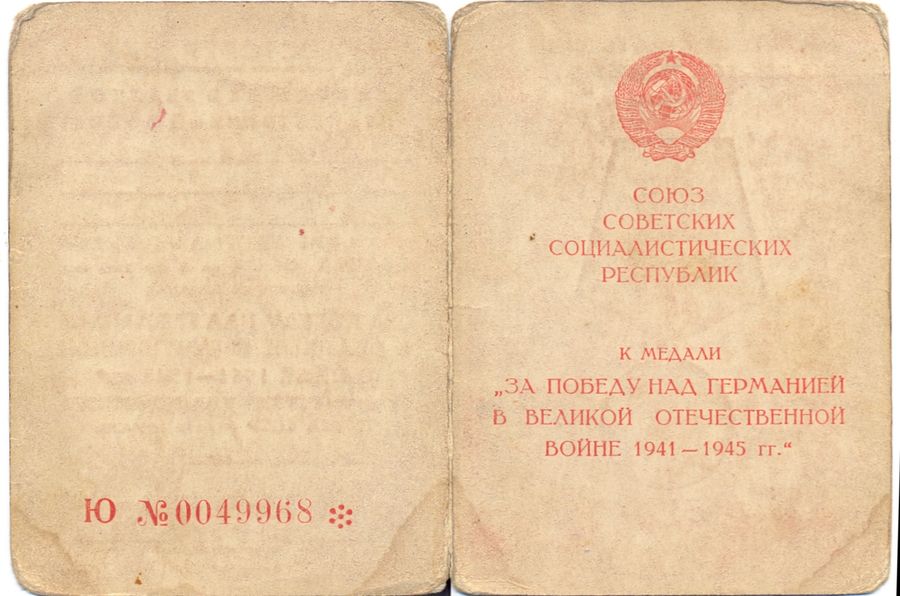 Ю №0049968
СОЮЗ
СОВЕТСКИХ
СОЦИАЛИСТИЧЕСКИХ
РЕСПУБЛИК
К МЕДАЛИ
„ЗА ПОБЕДУ НАД ГЕРМАНИЕЙ
В ВЕЛИКОЙ ОТЕЧЕСТВЕННОЙ
ВОЙНЕ 1941—1945 гг.“